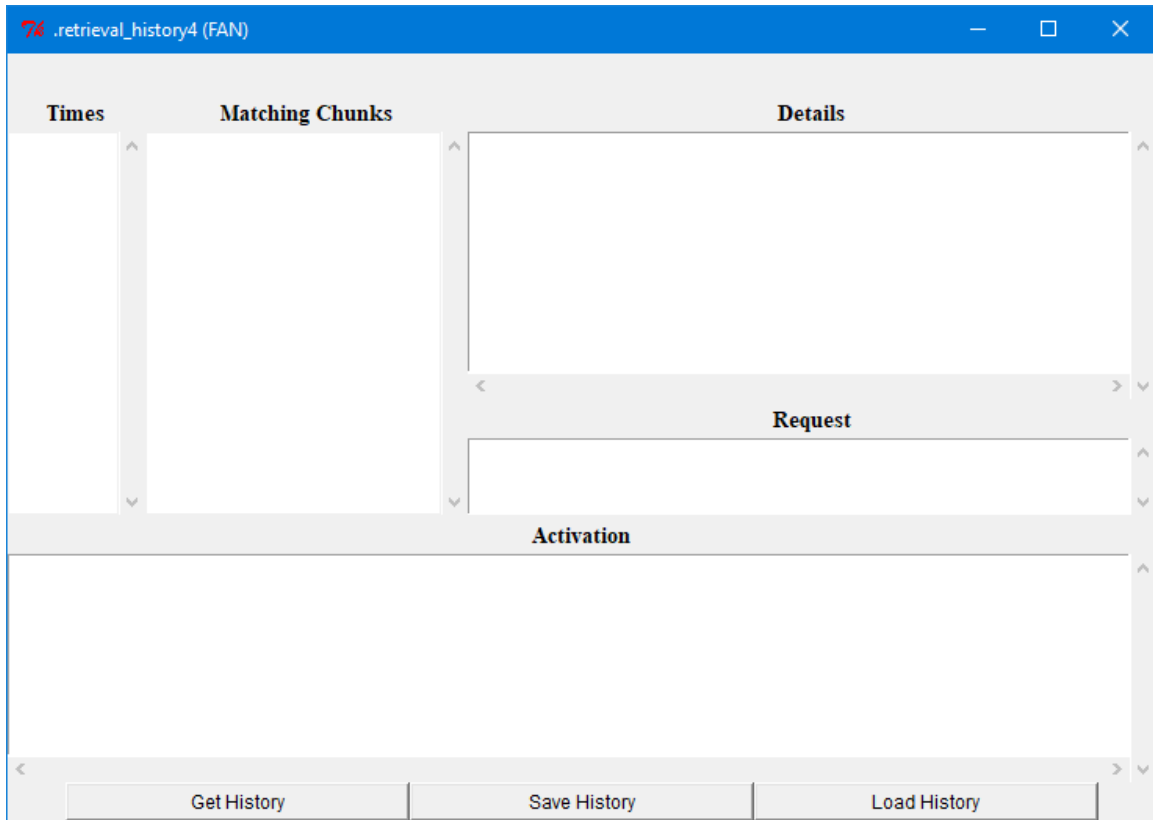 .retrieval_history4 (FAN)
Times
Matching Chunks
Details
Request
Activation
Get History
Save History
Load History